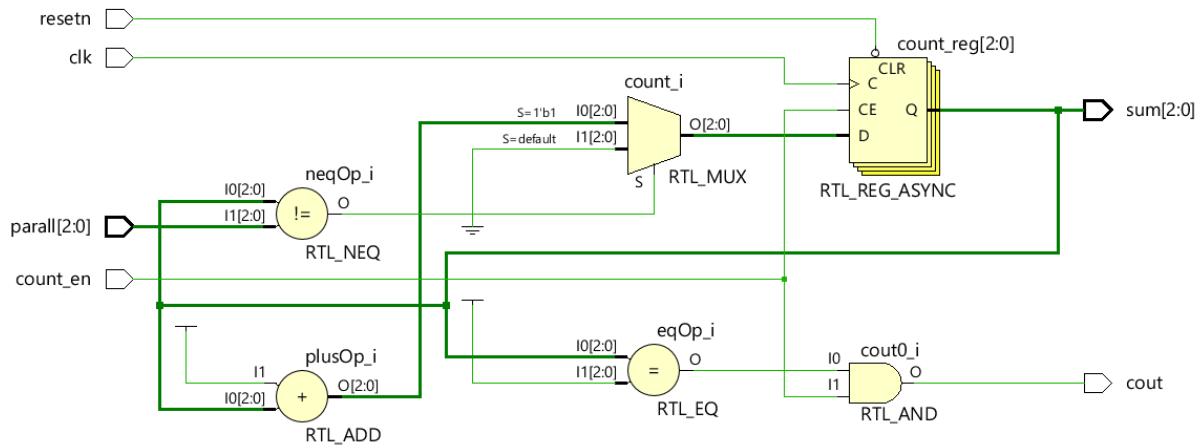 resetn
clk
count_reg[2:0]
CLR
C
CE
Q
D
RTL_REG_ASYNC
sum[2:0]
count_i
S=1'b1
I0[2:0]
S=default
I1[2:0]
O[2:0]
S
RTL_MUX
neqOp_i
I0[2:0]
I1[2:0]
!=
O
RTL_NEQ
parall[2:0]
count_en
plusOp_i
I1
I0[2:0]
+
O[2:0]
RTL_ADD
eqOp_i
I0[2:0]
I1[2:0]
=
O
RTL_EQ
cout0_i
I0
I1
O
RTL_AND
cout